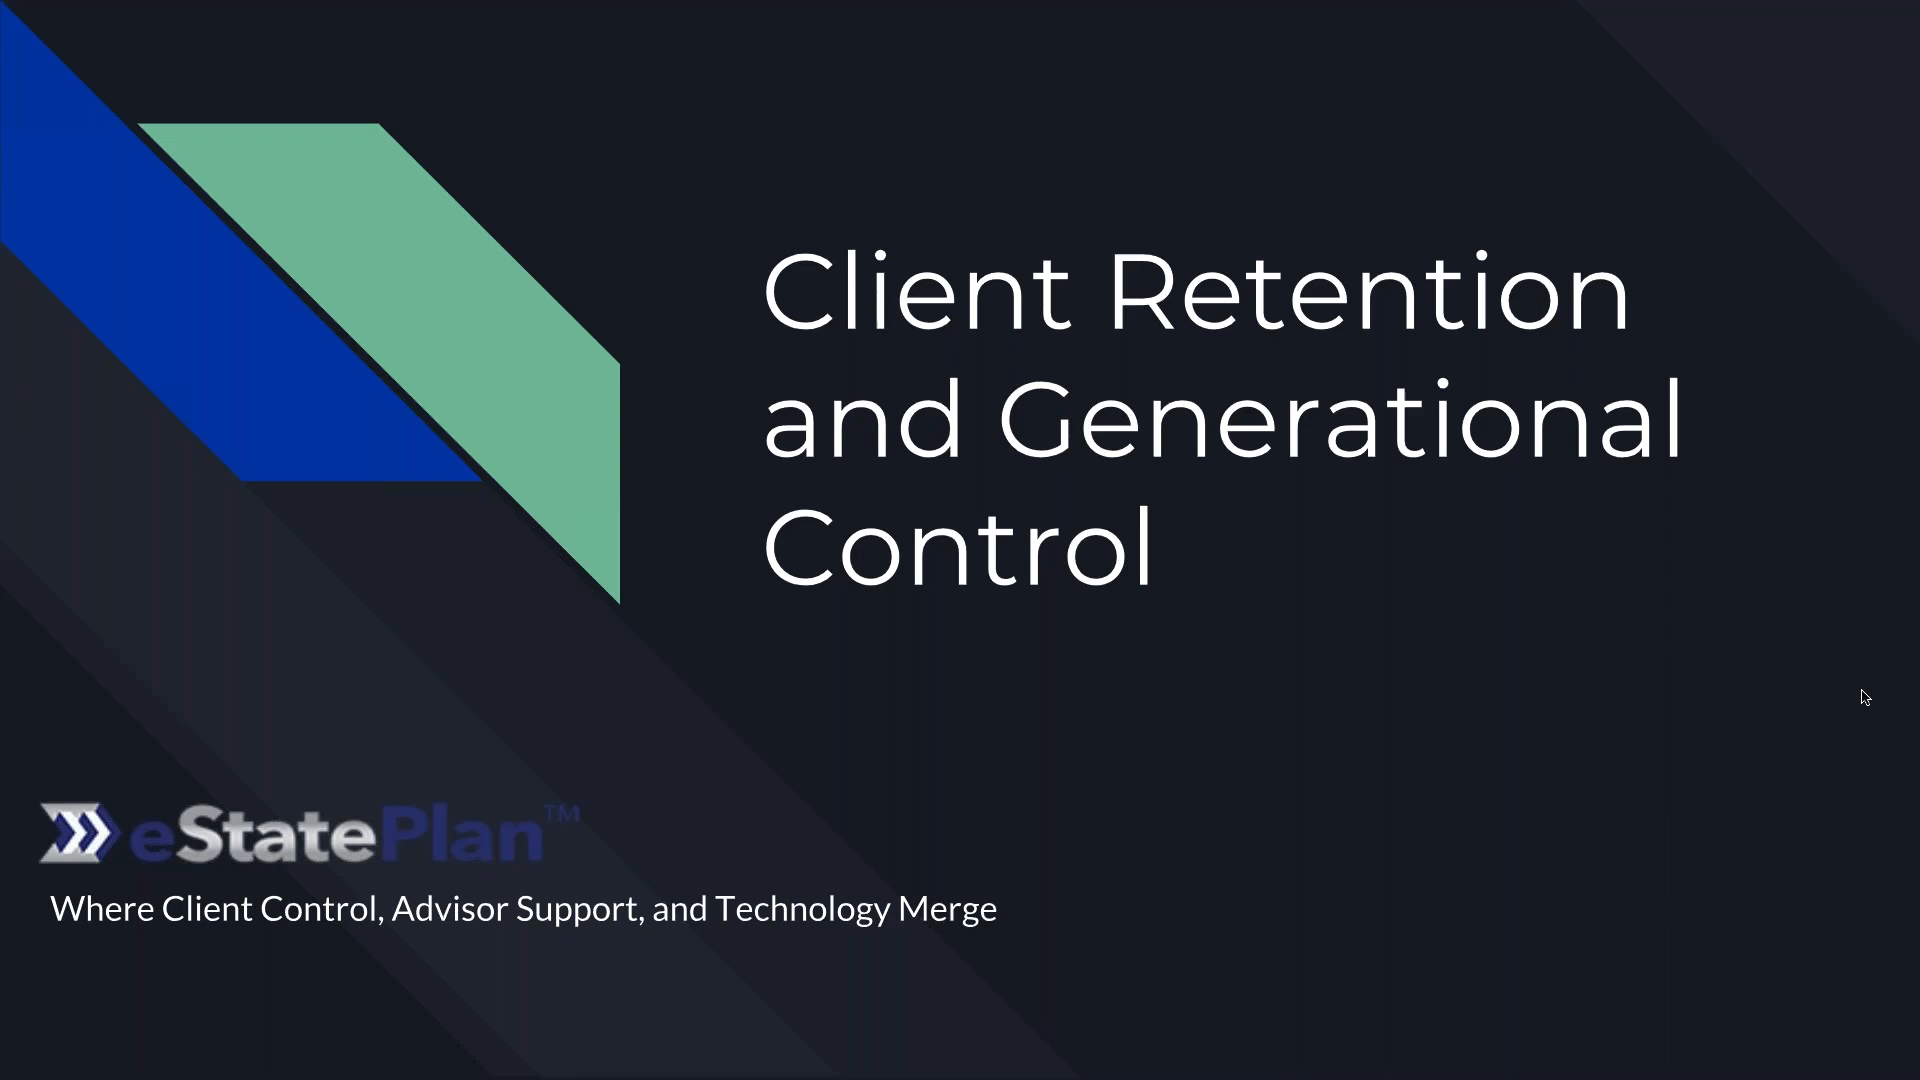 Client Retention
and Generational
Control
eStatePlan™
Where Client Control, Advisor Support, and Technology Merge